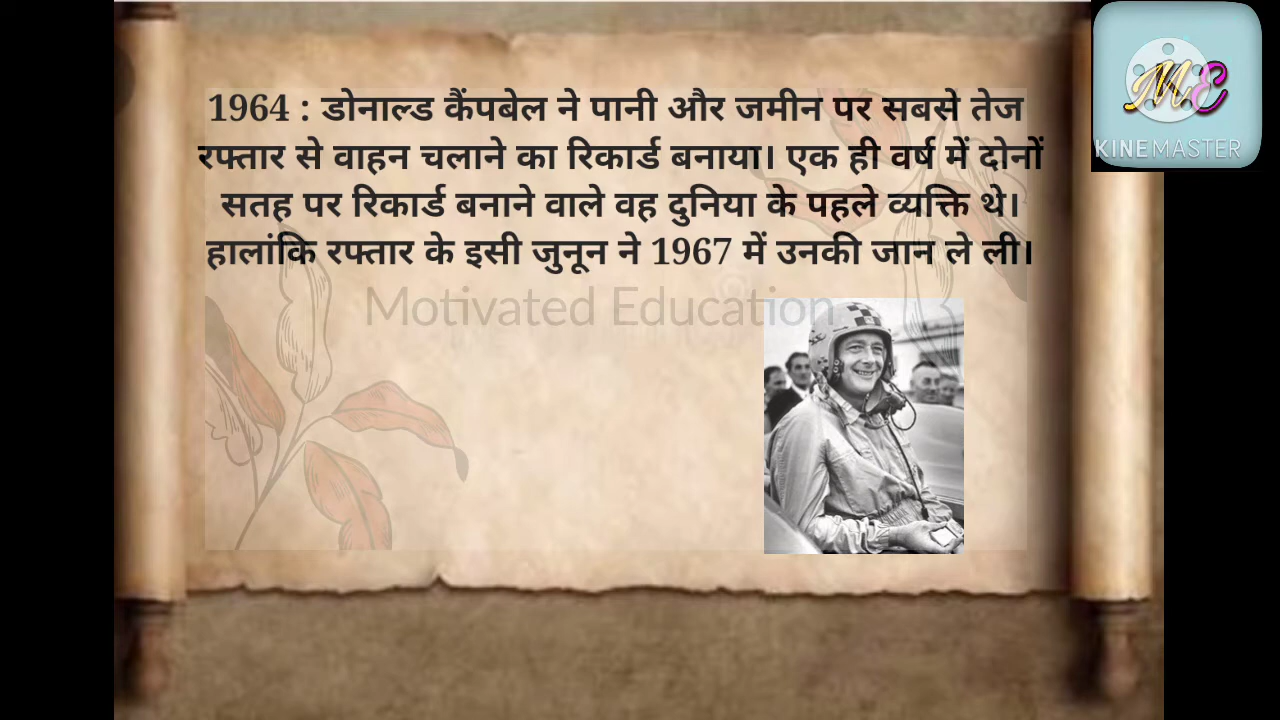 1964 : डोनाल्ड कैंपबेल ने पानी और जमीन पर सबसे तेज
रफ्तार से वाहन चलाने का रिकार्ड बनाया। एक ही वर्ष में दोनों
सतह पर रिकार्ड बनाने वाले वह दुनिया के पहले व्यक्ति थे।
हालांकि रफ्तार के इसी जुनून ने 1967 में उनकी जान ले ली।
Motivated Education
ME
KINEMASTER